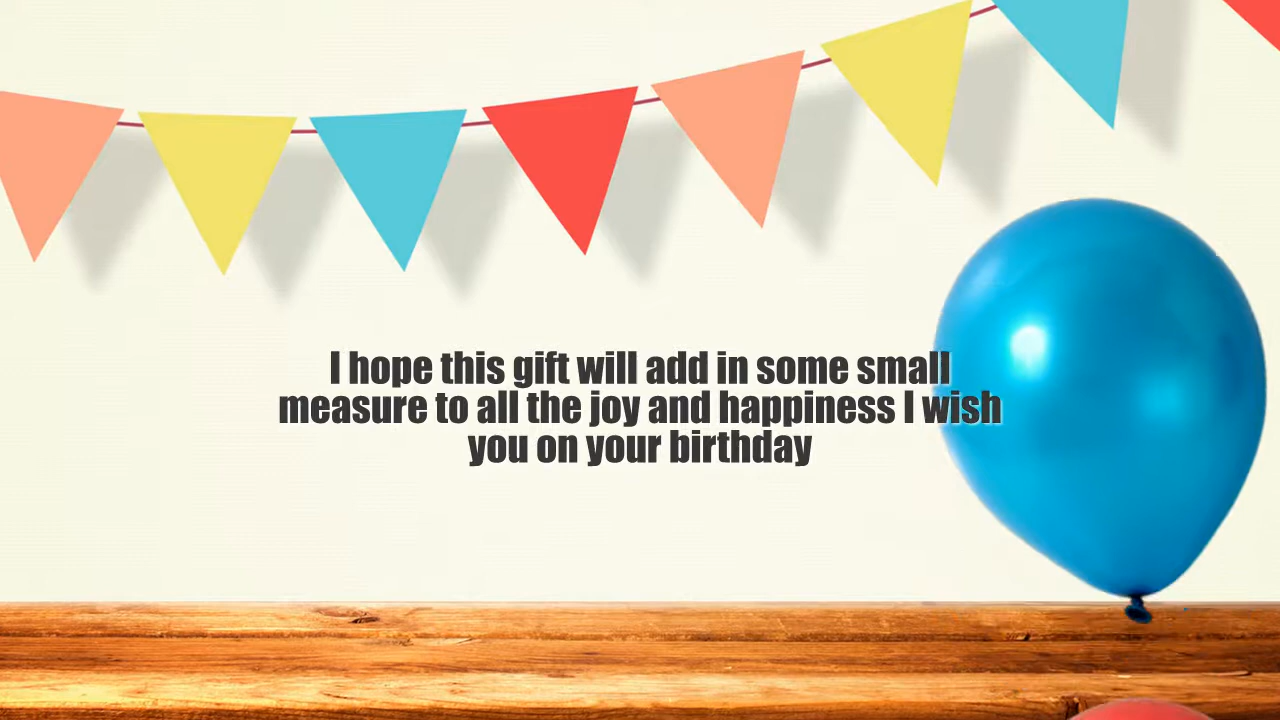 I hope this gift will add in some small
measure to all the joy and happiness I wish
you on your birthday